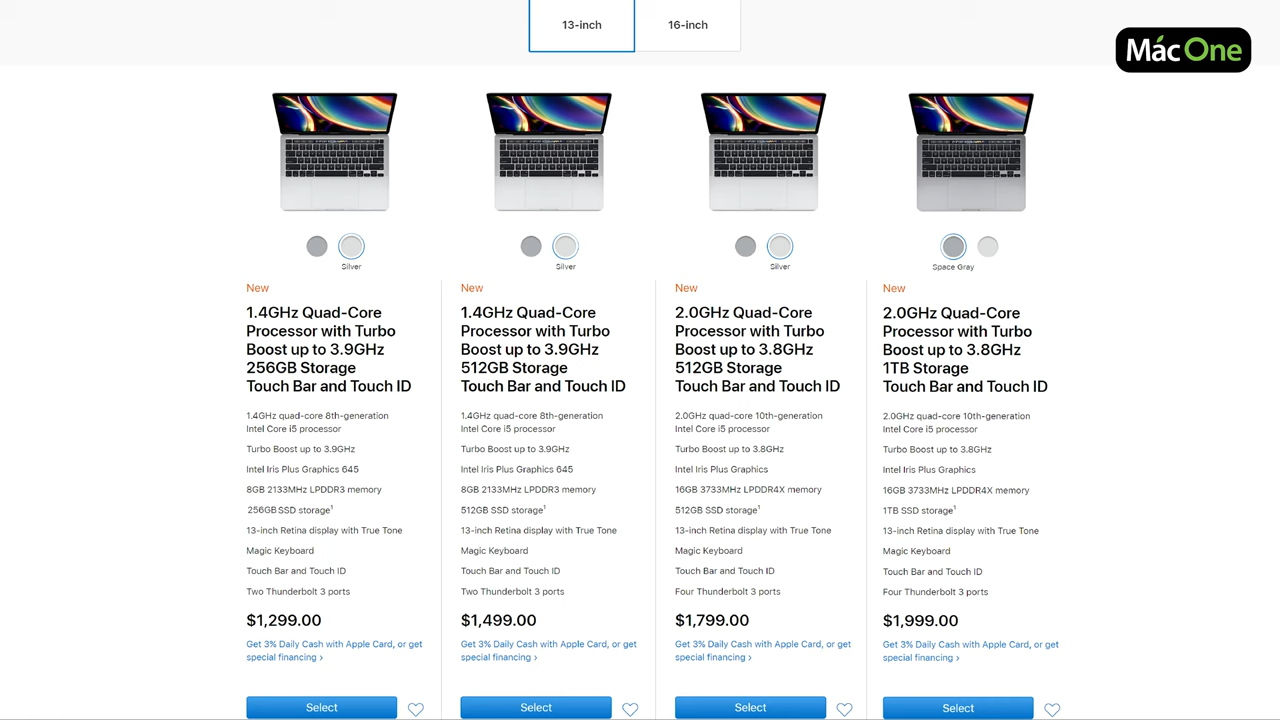 13-inch
16-inch
MácOne
Silver
Silver
Silver
Space Gray
New
1.4GHz Quad-Core
Processor with Turbo
Boost up to 3.9GHz
256GB Storage
Touch Bar and Touch ID
1.4GHz quad-core 8th-generation
Intel Core i5 processor
Turbo Boost up to 3.9GHz
Intel Iris Plus Graphics 645
8GB 2133MHz LPDDR3 memory
256GB SSD storage¹
13-inch Retina display with True Tone
Magic Keyboard
Touch Bar and Touch ID
Two Thunderbolt 3 ports
$1,299.00
Get 3% Daily Cash with Apple Card, or get
special financing ›
Select
New
1.4GHz Quad-Core
Processor with Turbo
Boost up to 3.9GHz
512GB Storage
Touch Bar and Touch ID
1.4GHz quad-core 8th-generation
Intel Core i5 processor
Turbo Boost up to 3.9GHz
Intel Iris Plus Graphics 645
8GB 2133MHz LPDDR3 memory
512GB SSD storage¹
13-inch Retina display with True Tone
Magic Keyboard
Touch Bar and Touch ID
Two Thunderbolt 3 ports
$1,499.00
Get 3% Daily Cash with Apple Card, or get
special financing ›
Select
New
2.0GHz Quad-Core
Processor with Turbo
Boost up to 3.8GHz
512GB Storage
Touch Bar and Touch ID
2.0GHz quad-core 10th-generation
Intel Core i5 processor
Turbo Boost up to 3.8GHz
Intel Iris Plus Graphics
16GB 3733MHz LPDDR4X memory
512GB SSD storage¹
13-inch Retina display with True Tone
Magic Keyboard
Touch Bar and Touch ID
Four Thunderbolt 3 ports
$1,799.00
Get 3% Daily Cash with Apple Card, or get
special financing ›
Select
New
2.0GHz Quad-Core
Processor with Turbo
Boost up to 3.8GHz
1TB Storage
Touch Bar and Touch ID
2.0GHz quad-core 10th-generation
Intel Core i5 processor
Turbo Boost up to 3.8GHz
Intel Iris Plus Graphics
16GB 3733MHz LPDDR4X memory
1TB SSD storage¹
13-inch Retina display with True Tone
Magic Keyboard
Touch Bar and Touch ID
Four Thunderbolt 3 ports
$1,999.00
Get 3% Daily Cash with Apple Card, or get
special financing ›
Select